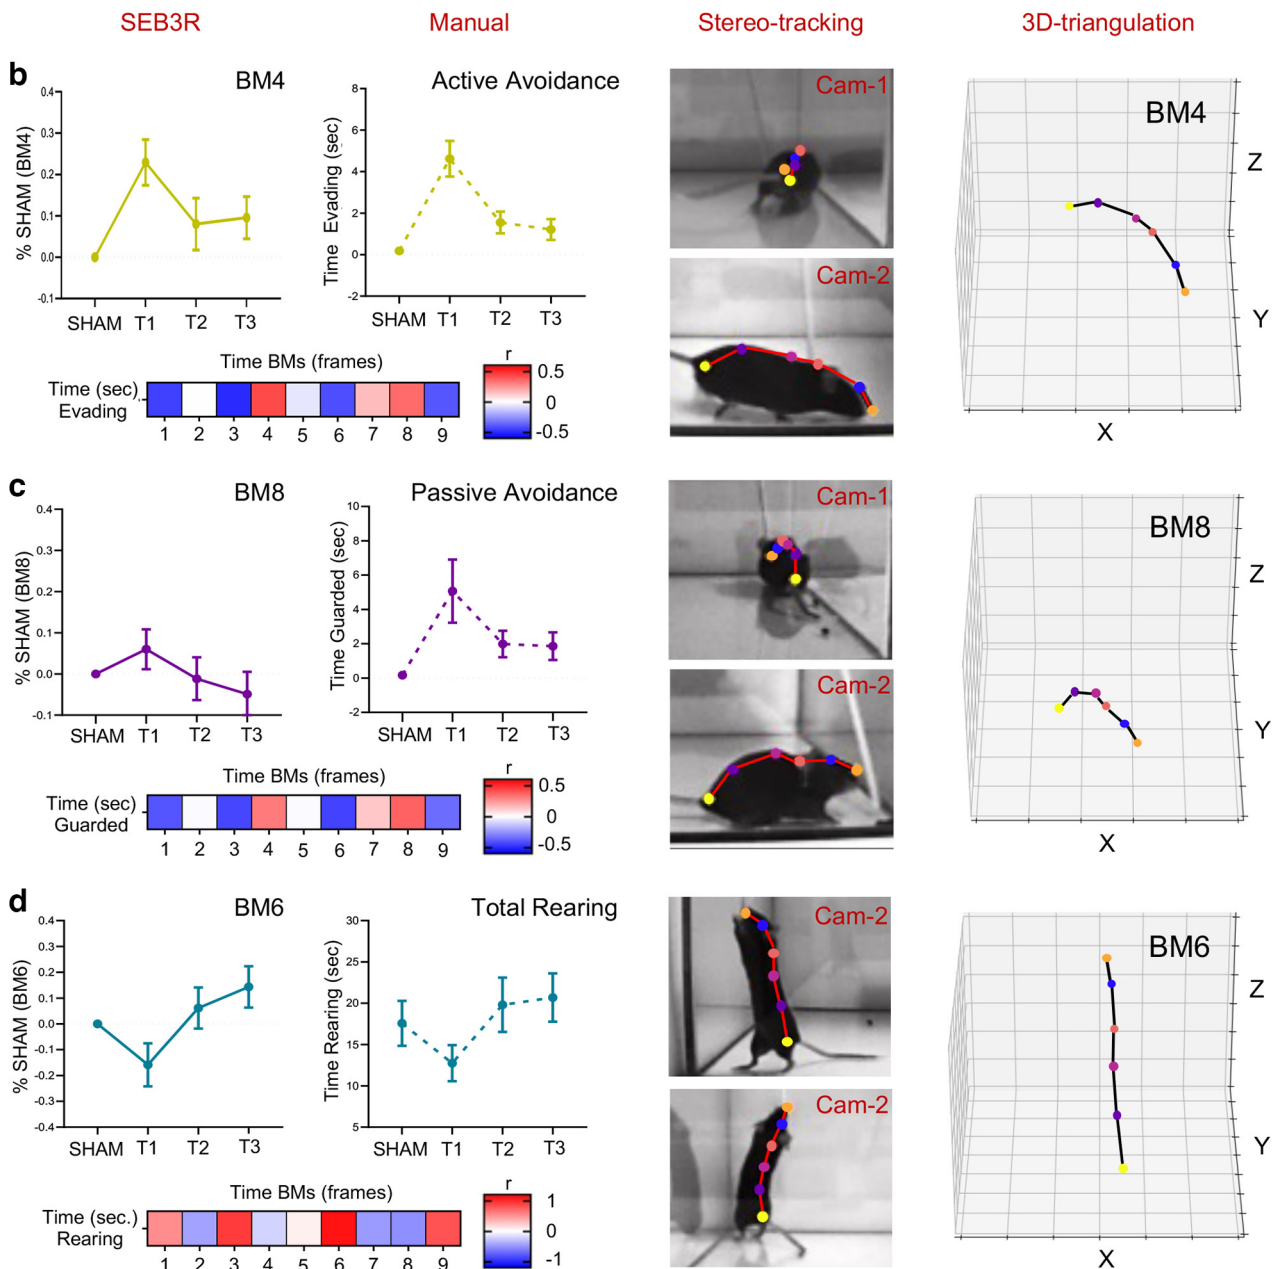 SEB3R Manual Stereo-tracking 3D-triangulation
b
BM4
% SHAM (BM4)
0.4
0.3
0.2
0.1
0.0
-0.1
SHAM T1 T2 T3
Active Avoidance
Time Evading (sec)
8
6
4
2
0
-2
SHAM T1 T2 T3
Time BMs (frames)
Time (sec)
Evading
1 2 3 4 5 6 7 8 9
r
0.5
0
-0.5
Cam-1
Cam-2
BM4
Z
Y
X
c
BM8
% SHAM (BM8)
0.4
0.3
0.2
0.1
0.0
-0.1
SHAM T1 T2 T3
Passive Avoidance
Time Guarded (sec)
10
8
6
4
2
0
-2
SHAM T1 T2 T3
Time BMs (frames)
Time (sec)
Guarded
1 2 3 4 5 6 7 8 9
r
0.5
0
-0.5
Cam-1
Cam-2
BM8
Z
Y
X
d
BM6
% SHAM (BM6)
0.4
0.3
0.2
0.1
0.0
-0.1
-0.2
-0.3
-0.4
SHAM T1 T2 T3
Total Rearing
Time Rearing (sec)
30
25
20
15
10
5
SHAM T1 T2 T3
Time BMs (frames)
Time (sec.)
Rearing
1 2 3 4 5 6 7 8 9
r
1
0
-1
Cam-2
Cam-2
BM6
Z
Y
X